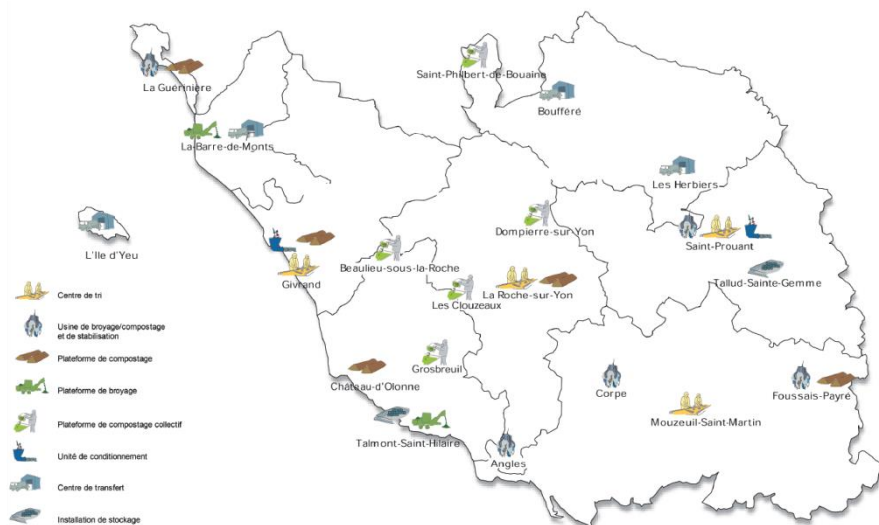 Saint-Philbert-de-Bouaine
La Guérinière
Boufféré
La-Barre-de-Monts
Les Herbiers
Dompierre-sur-Yon
Saint-Prouant
L'Ile d'Yeu
Beaulieu-sous-la-Roche
Givrand
Tallud-Sainte-Gemme
La Roche-sur-Yon
Les Clouzeaux
Centre de tri
Usine de broyage/compostage
et de stabilisation
Plateforme de compostage
Grosbreuil
Château-d'Olonne
Plateforme de broyage
Corpe
Foussais-Payré
Mouzeuil-Saint-Martin
Plateforme de compostage collectif
Talmont-Saint-Hilaire
Unité de conditionnement
Angles
Centre de transfert
Installation de stockage